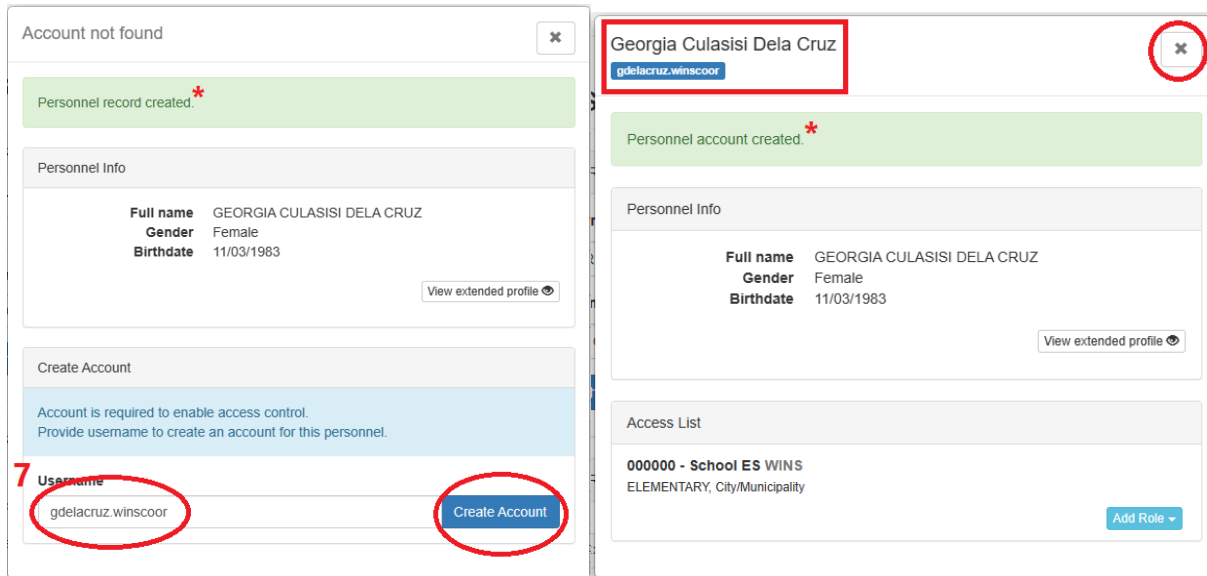 Account not found
Personnel record created.*
Personnel Info
Full name GEORGIA CULASISI DELA CRUZ
Gender Female
Birthdate 11/03/1983
View extended profile
Create Account
Account is required to enable access control.
Provide username to create an account for this personnel.
7
Username
gdelacruz.winscoor
Create Account
Georgia Culasisi Dela Cruz
gdelacruz.winscoor
Personnel account created.*
Personnel Info
Full name GEORGIA CULASISI DELA CRUZ
Gender Female
Birthdate 11/03/1983
View extended profile
Access List
000000 - School ES WINS
ELEMENTARY, City/Municipality
Add Role